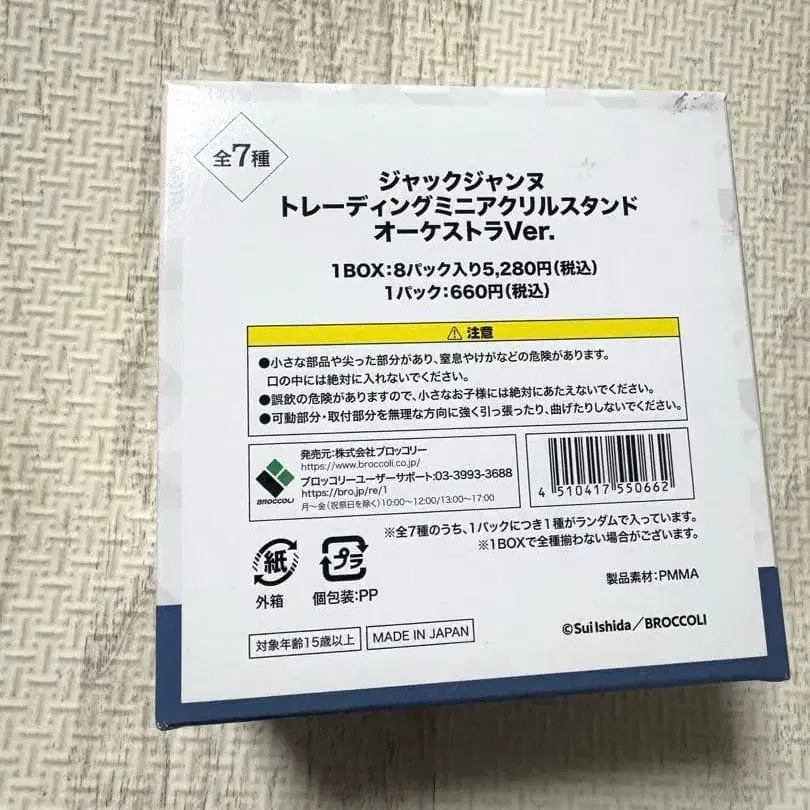 全7種
ジャックジャンヌ
トレーディングミニアクリルスタンド
オーケストラVer.
1BOX:8パック入り5,280円(税込)
1パック:660円(税込)
⚠注意
●小さな部品や尖った部分があり、窒息やけがなどの危険があります。
口の中には絶対に入れないでください。
●誤飲の危険がありますので、小さなお子様には絶対にあたえないでください。
●可動部分・取付部分を無理な方向に強く引っ張ったり、曲げたりしないでください。
BROCCOLI
発売元:株式会社ブロッコリー
https://www.broccoli.co.jp/
ブロッコリーユーザーサポート:03-3993-3688
https://bro.jp/re/1
月〜金(祝祭日を除く)10:00〜12:00/13:00〜17:00
4 510417 550662
※全7種のうち、1パックにつき1種がランダムで入っています。
※1BOXで全種揃わない場合がございます。
紙
外箱
プラ
個包装:PP
製品素材:PMMA
対象年齢15歳以上
MADE IN JAPAN
©Sui Ishida/BROCCOLI